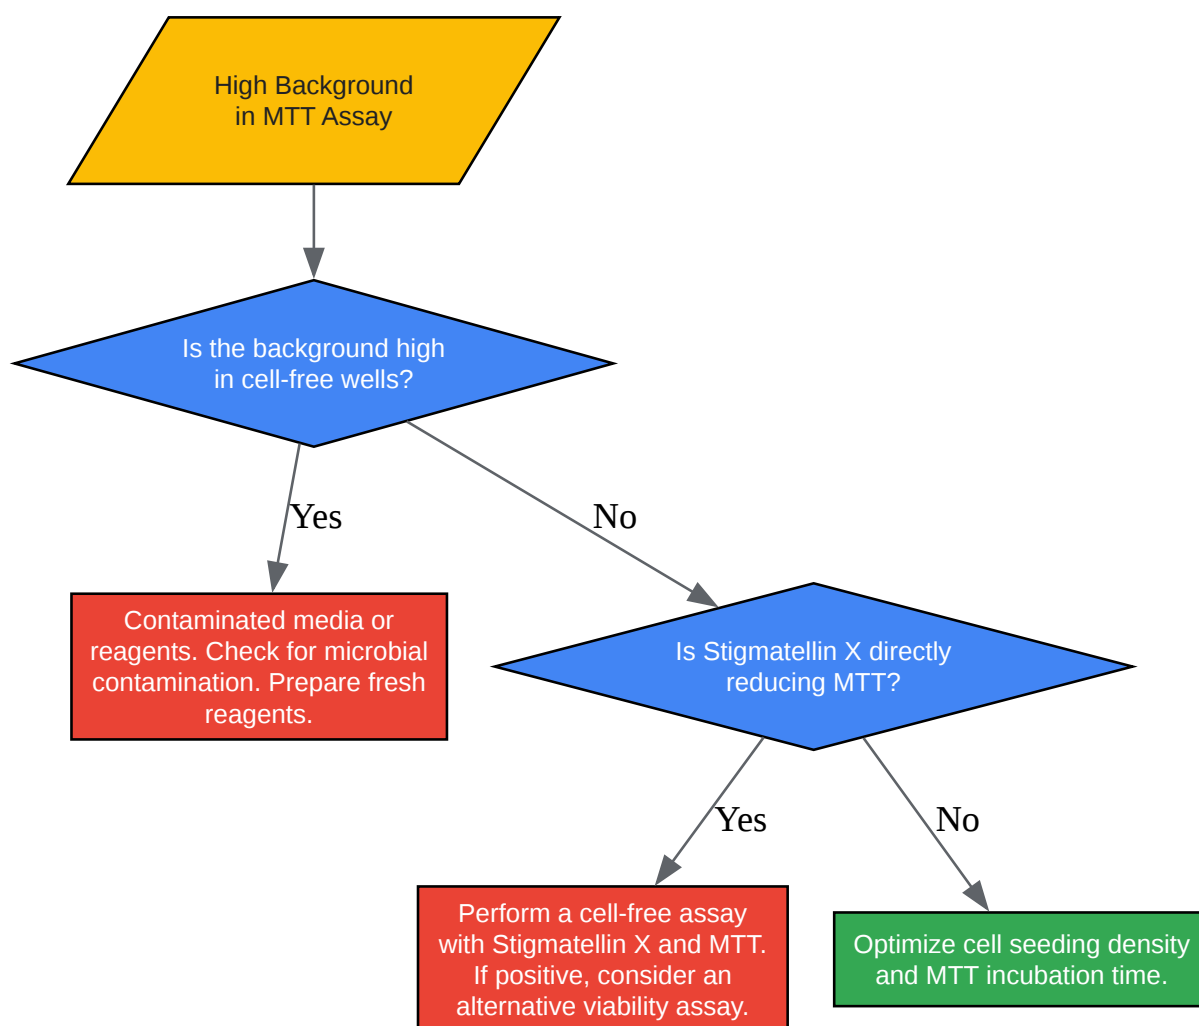 High Background
in MTT Assay
Is the background high
in cell-free wells?
Yes
No
Contaminated media or
reagents. Check for microbial
contamination. Prepare fresh
reagents.
Is Stigmatellin X directly
reducing MTT?
Yes
No
Perform a cell-free assay
with Stigmatellin X and MTT.
If positive, consider an
alternative viability assay.
Optimize cell seeding density
and MTT incubation time.